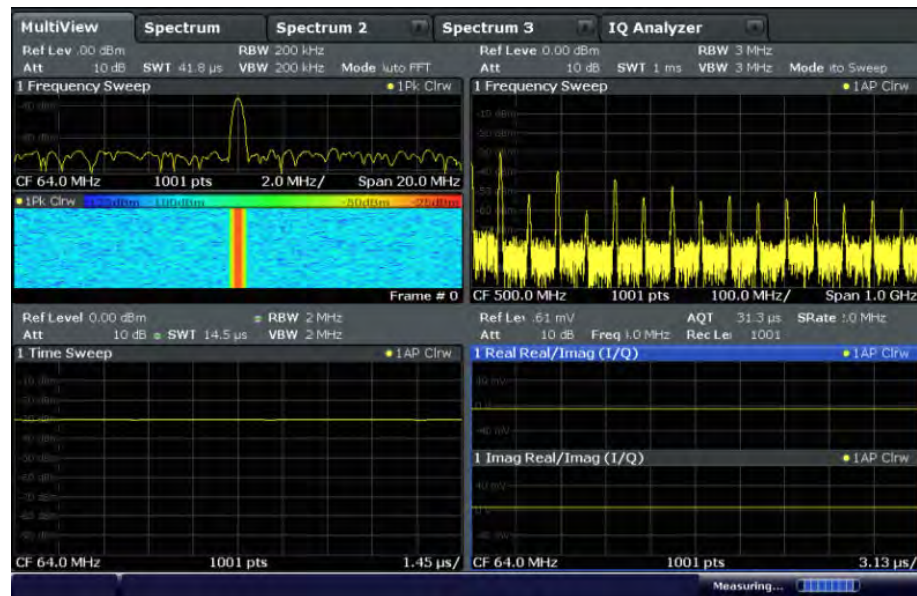 MultiView Spectrum Spectrum 2 Spectrum 3 IQ Analyzer
Ref Lev .00 dBm RBW 200 kHz
Att 10 dB SWT 41.8 µs VBW 200 kHz Mode uto FFT
1 Frequency Sweep 1Pk Clrw
CF 64.0 MHz 1001 pts 2.0 MHz/ Span 20.0 MHz
1Pk Clrw
Frame # 0
Ref Leve 0.00 dBm RBW 3 MHz
Att 10 dB SWT 1 ms VBW 3 MHz Mode ito Sweep
1 Frequency Sweep 1AP Clrw
CF 500.0 MHz 1001 pts 100.0 MHz/ Span 1.0 GHz
Ref Level 0.00 dBm RBW 2 MHz
Att 10 dB SWT 14.5 µs VBW 2 MHz
1 Time Sweep 1AP Clrw
CF 64.0 MHz 1001 pts 1.45 µs/
Ref Lev .61 mV AQT 31.3 µs SRate :.0 MHz
Att 10 dB Freq .0 MHz Rec Le 1001
1 Real Real/Imag (I/Q) 1AP Clrw
1 Imag Real/Imag (I/Q) 1AP Clrw
CF 64.0 MHz 1001 pts 3.13 µs/
Measuring...